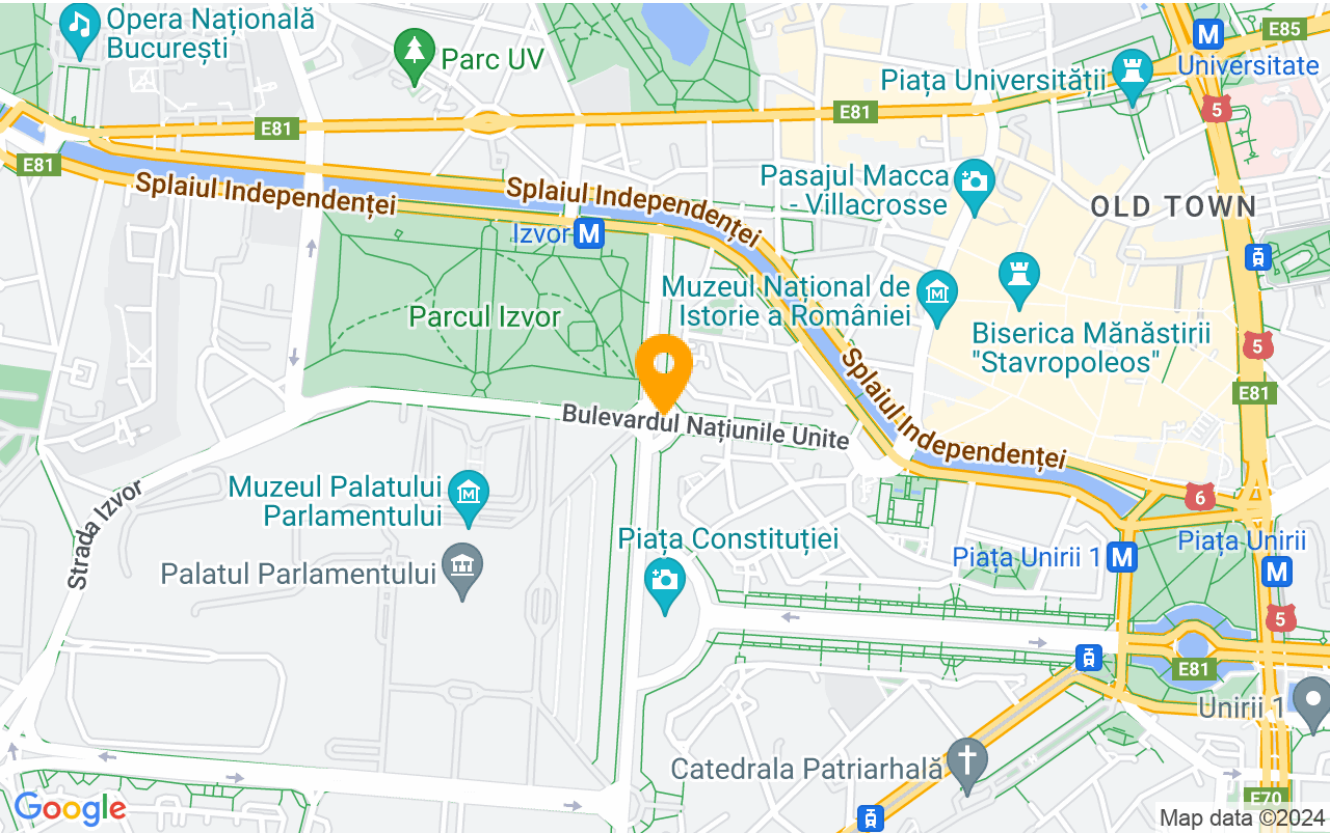 Opera Națională
București
Parc UV
E85
M
Universitate
Piața Universității
5
E81
E81
E81
Splaiul Independenței
Splaiul Independenței
Pasajul Macca
- Villacrosse
OLD TOWN
Izvor M
Parcul Izvor
Muzeul Național de
Istorie a României
Biserica Mănăstirii
"Stavropoleos"
5
E81
Splaiul Independenței
Bulevardul Națiunile Unite
Strada Izvor
Muzeul Palatului
Parlamentului
Palatul Parlamentului
Piața Constituției
6
Piața Unirii 1 M
Piața Unirii
M
5
E81
Unirii 1
Catedrala Patriarhală
E70
Google
Map data ©2024